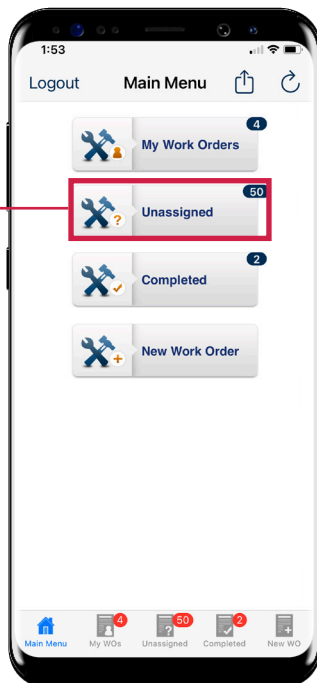 1:53
Logout Main Menu
4
My Work Orders
50
Unassigned
2
Completed
New Work Order
4 50 2
Main Menu My WOs Unassigned Completed New WO